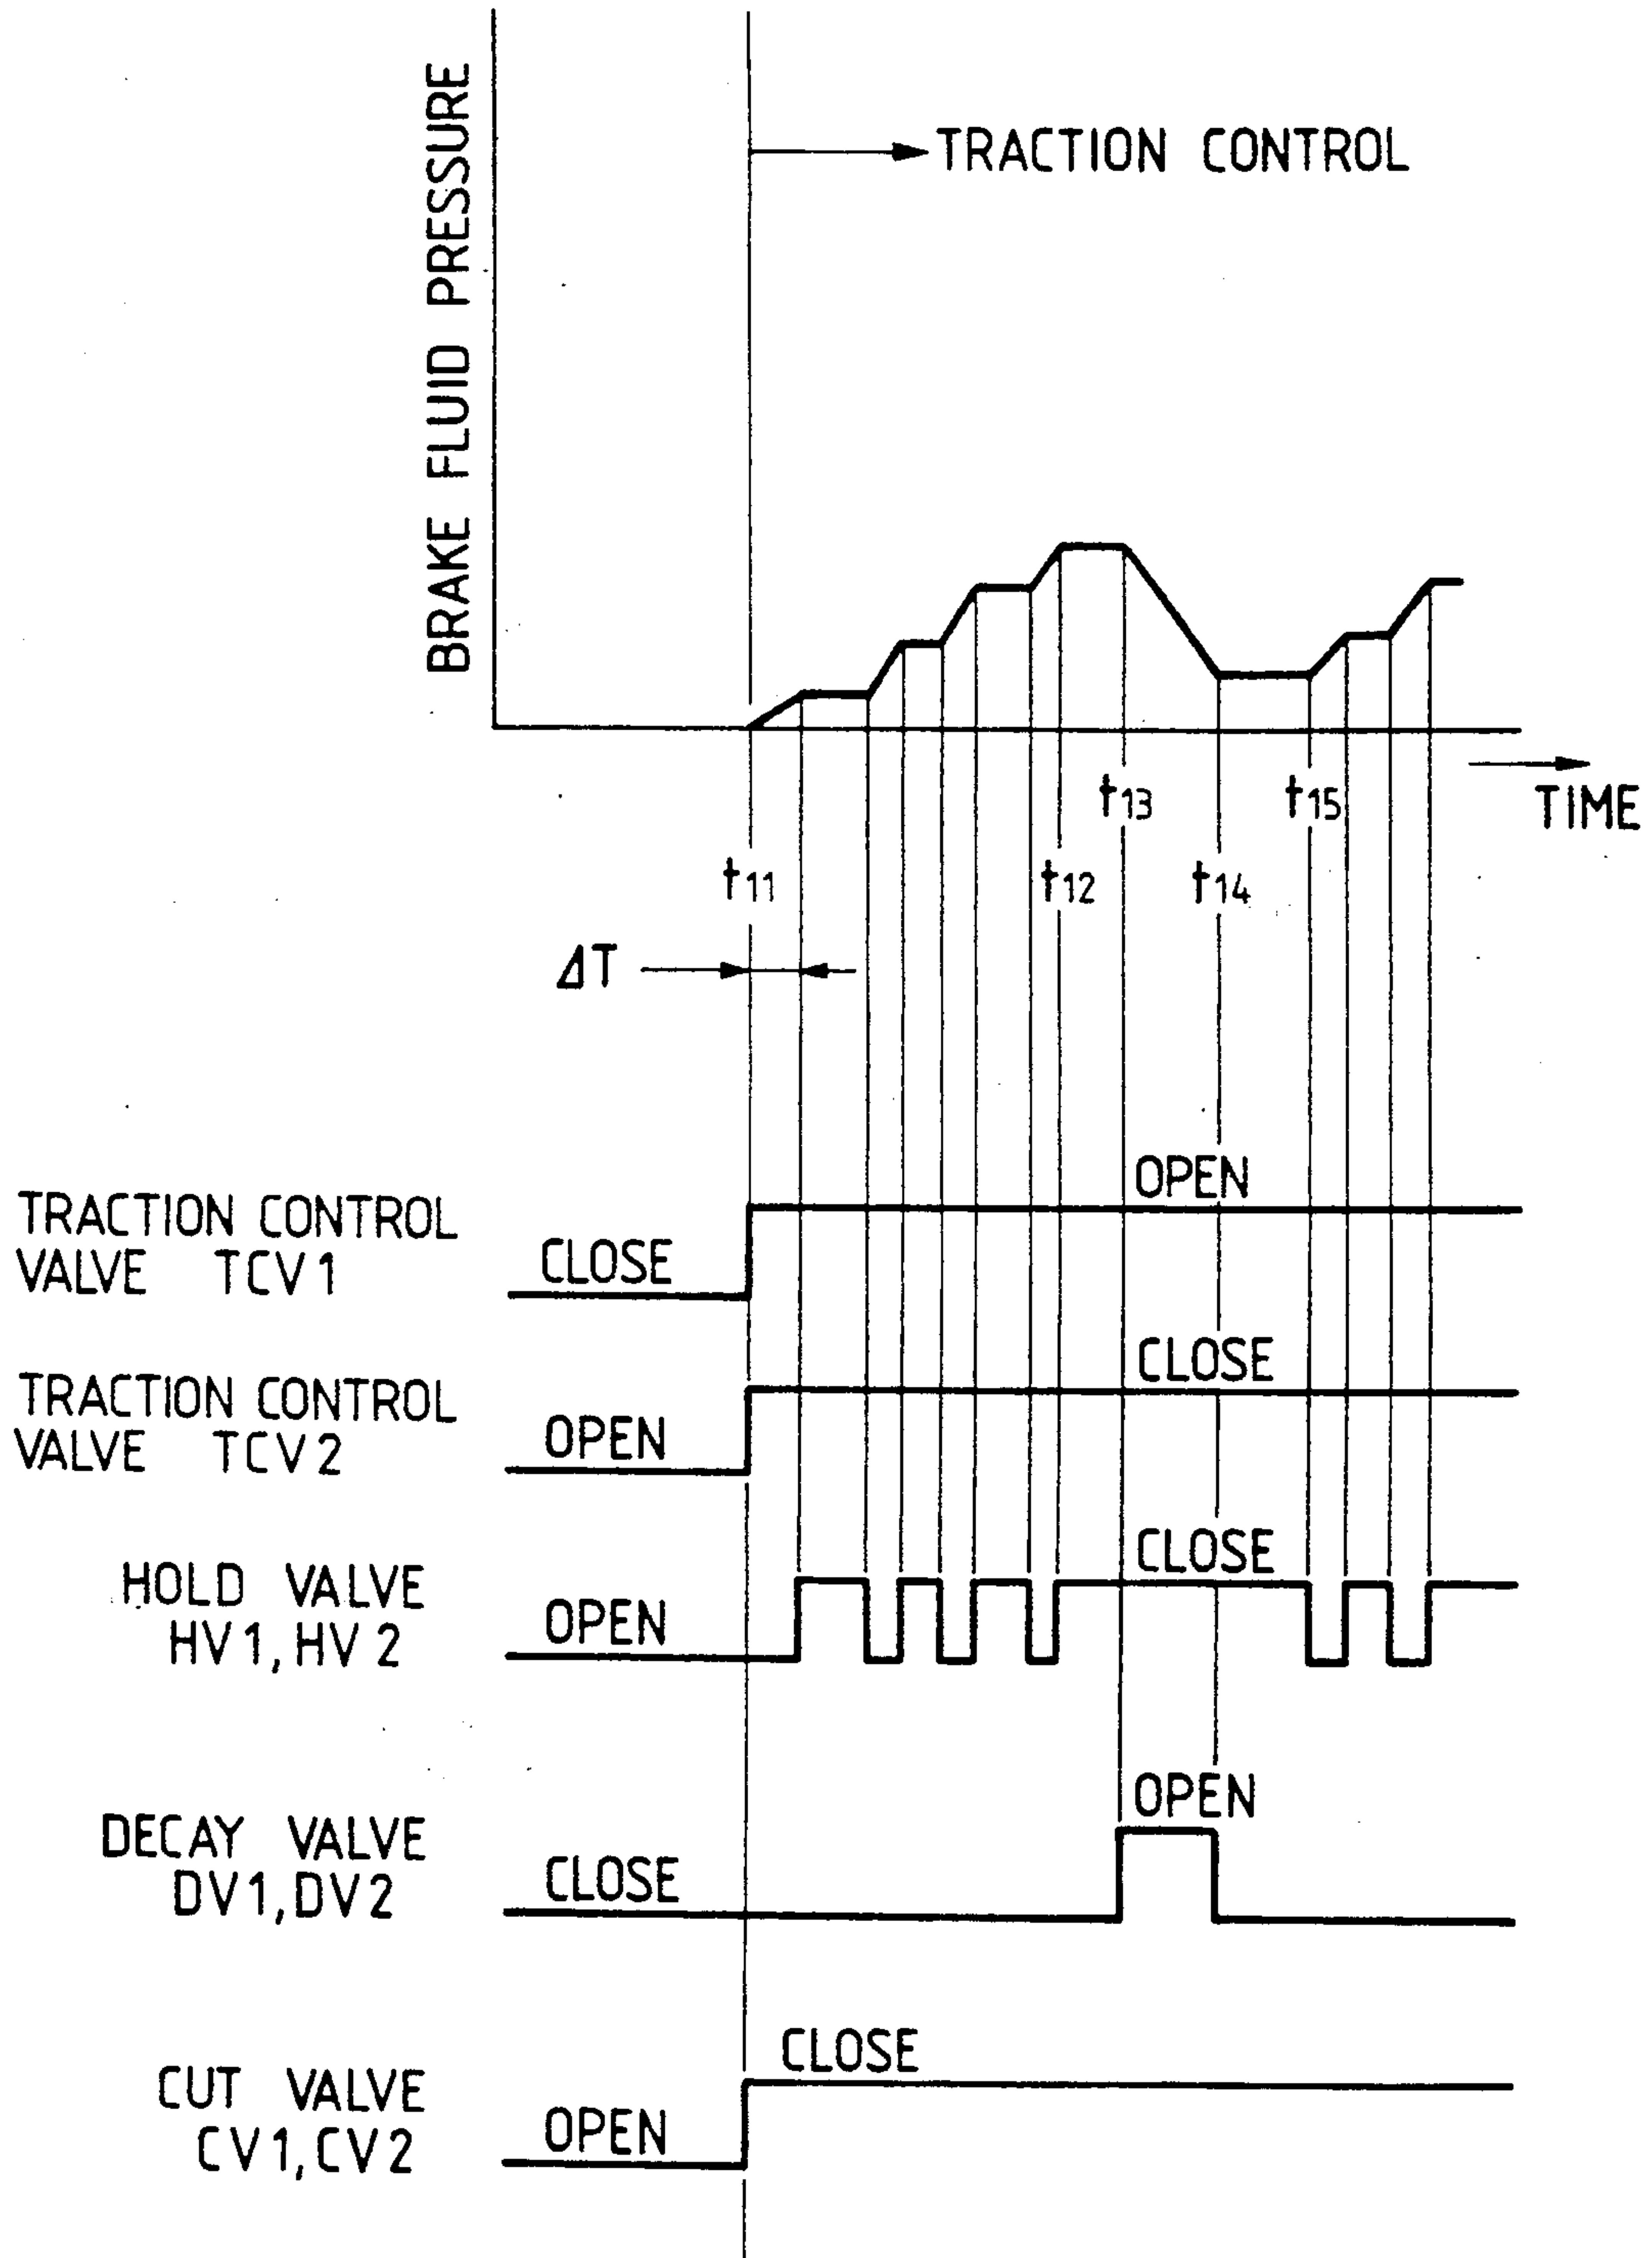 BRAKE FLUID PRESSURE
TRACTION CONTROL
TIME
t13
t15
t11
t12
t14
ΔT
TRACTION CONTROL
VALVE TCV1
CLOSE
OPEN
TRACTION CONTROL
VALVE TCV2
OPEN
CLOSE
HOLD VALVE
HV1, HV2
OPEN
CLOSE
DECAY VALVE
DV1, DV2
CLOSE
OPEN
CUT VALVE
CV1, CV2
OPEN
CLOSE